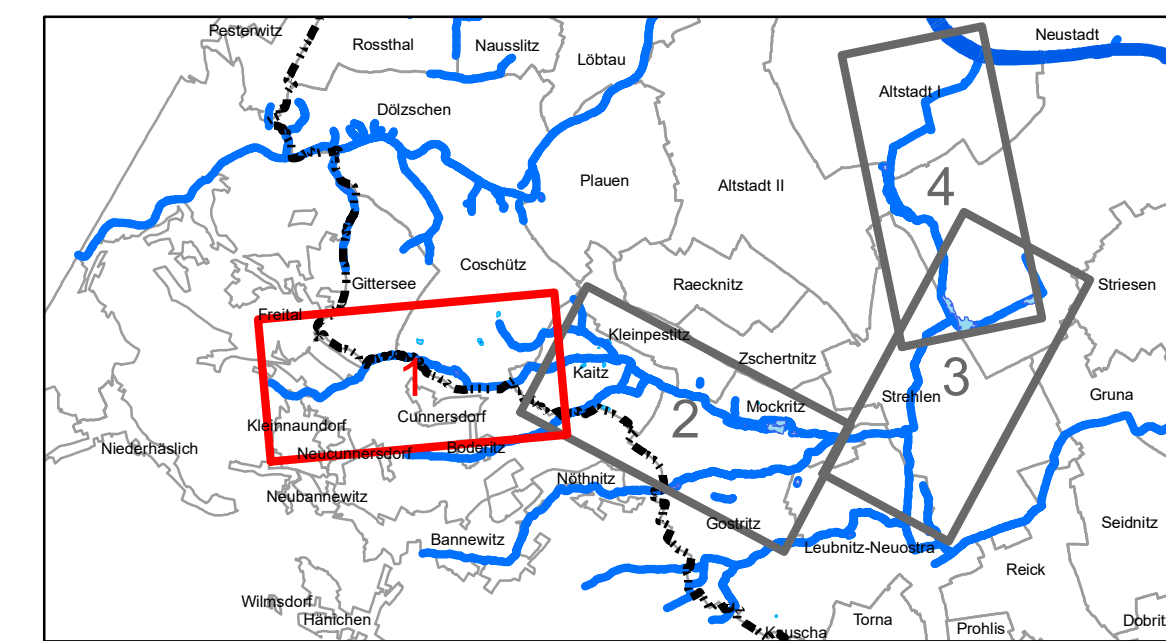 Pesterwitz
Rossthal
Nausslitz
Löbtau
Neustadt
Altstadt I
Dölzschen
Plauen
Altstadt II
4
Coschütz
Gittersee
Raecknitz
Striesen
Freital
Kleinpestitz
Zschertnitz
Kaitz
1
3
Strehlen
Gruna
Mockritz
2
Cunnersdorf
Kleinnaundorf
Niederhäslich
Neucunnersdorf
Boderitz
Nöthnitz
Neubannewitz
Gostritz
Seidnitz
Bannewitz
Leubnitz-Neuostra
Reick
Wilmsdorf
Hänichen
Kauscha
Torna
Prohlis
Dobrit